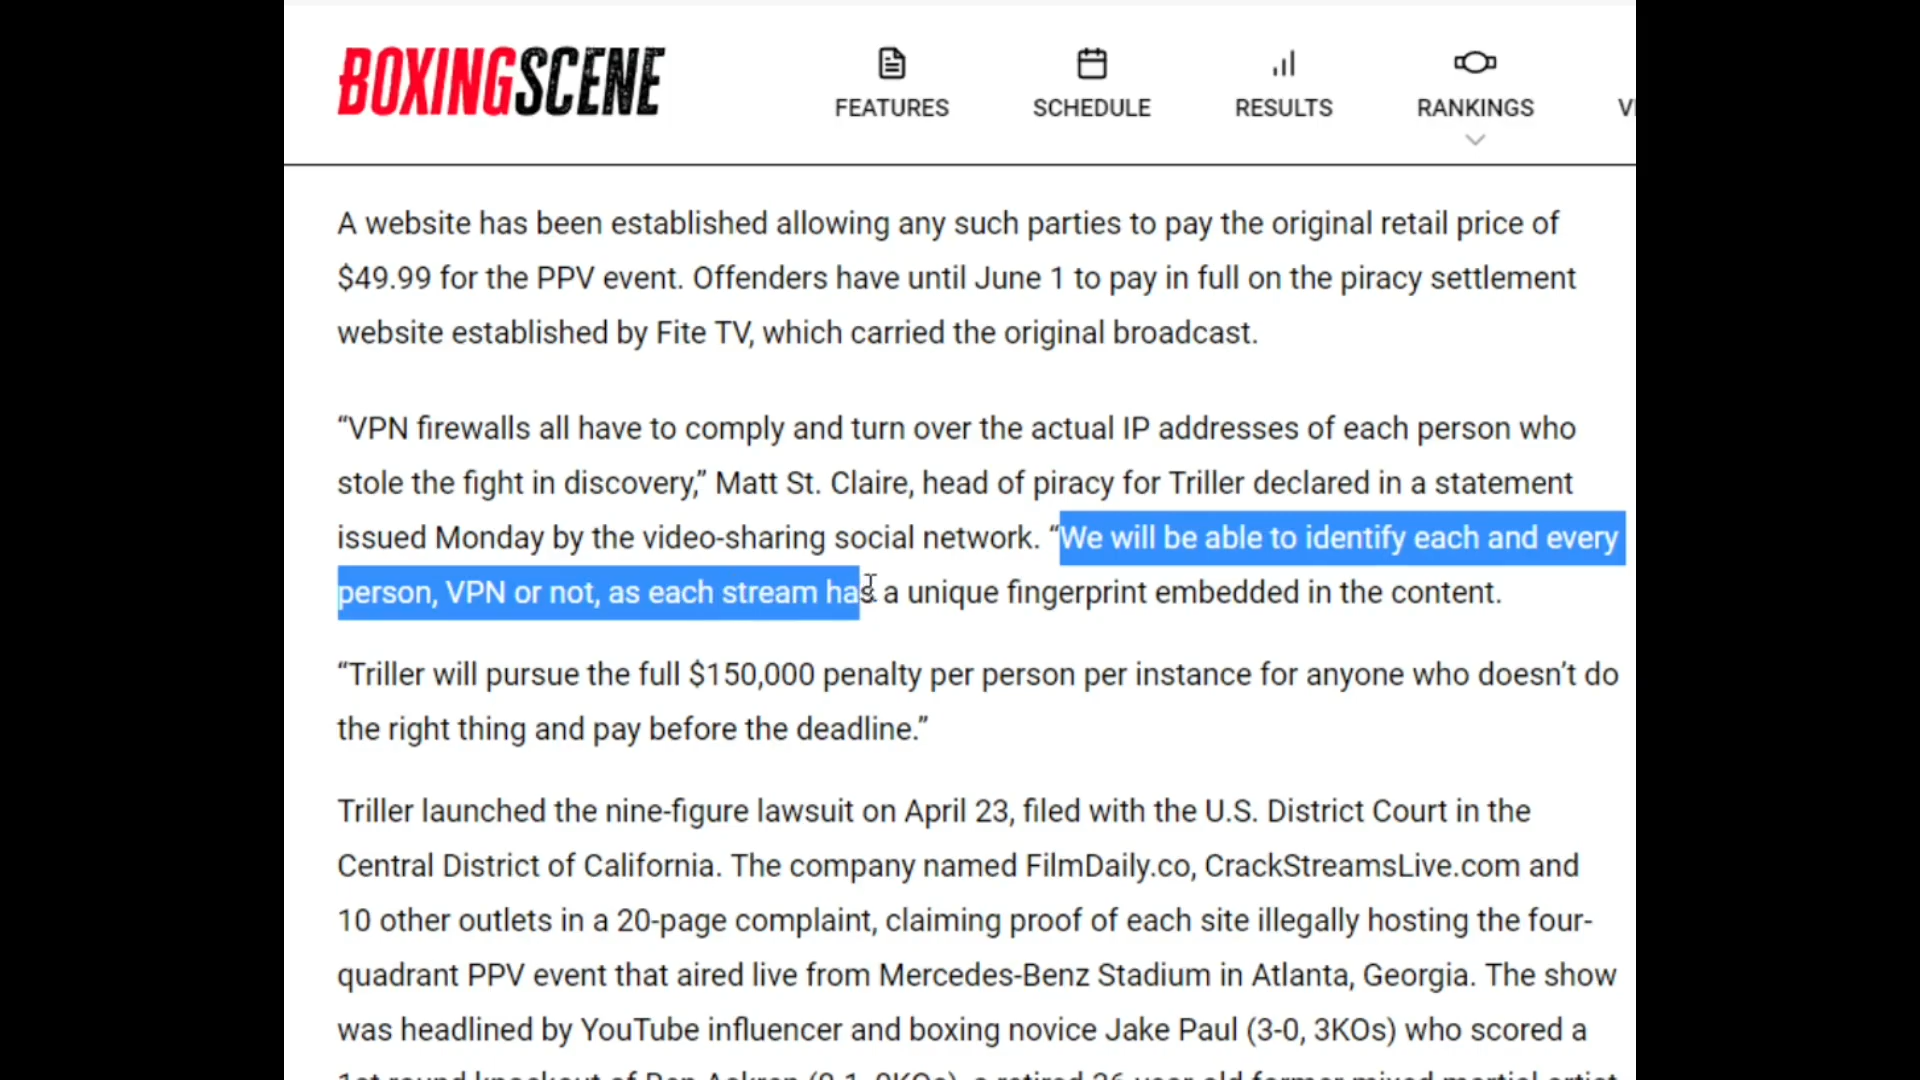 BOXINGSCENE
FEATURES
SCHEDULE
RESULTS
RANKINGS
A website has been established allowing any such parties to pay the original retail price of
$49.99 for the PPV event. Offenders have until June 1 to pay in full on the piracy settlement
website established by Fite TV, which carried the original broadcast.
“VPN firewalls all have to comply and turn over the actual IP addresses of each person who
stole the fight in discovery,” Matt St. Claire, head of piracy for Triller declared in a statement
issued Monday by the video-sharing social network. “We will be able to identify each and every
person, VPN or not, as each stream has a unique fingerprint embedded in the content.
“Triller will pursue the full $150,000 penalty per person per instance for anyone who doesn’t do
the right thing and pay before the deadline.”
Triller launched the nine-figure lawsuit on April 23, filed with the U.S. District Court in the
Central District of California. The company named FilmDaily.co, CrackStreamsLive.com and
10 other outlets in a 20-page complaint, claiming proof of each site illegally hosting the four-
quadrant PPV event that aired live from Mercedes-Benz Stadium in Atlanta, Georgia. The show
was headlined by YouTube influencer and boxing novice Jake Paul (3-0, 3KOs) who scored a